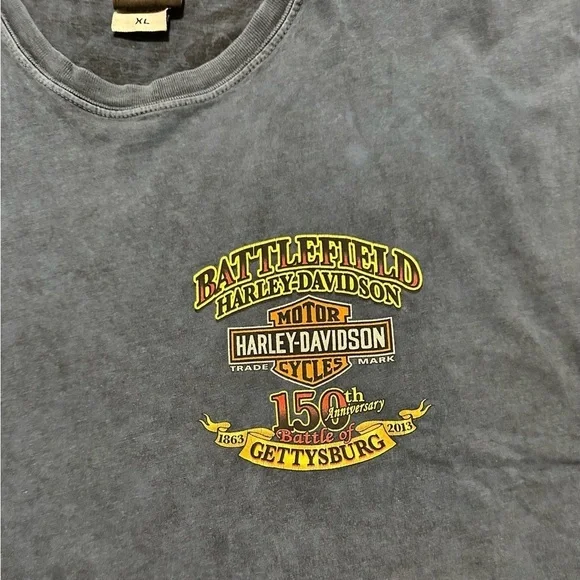 XL
BATTLEFIELD
HARLEY-DAVIDSON
MOTOR
HARLEY-DAVIDSON
TRADE MARK
CYCLES
150th
Anniversary
Battle of
1863 GETTYSBURG 2013